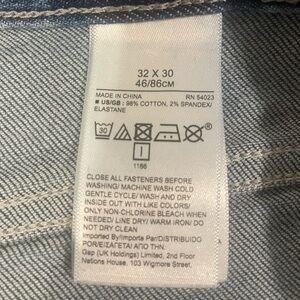 32 X 30
46/86CM
MADE IN CHINA RN 54023
■ US/GB : 98% COTTON, 2% SPANDEX/
ELASTANE
30
1166
CLOSE ALL FASTENERS BEFORE
WASHING/ MACHINE WASH COLD
GENTLE CYCLE/ WASH AND DRY
INSIDE OUT WITH LIKE COLORS/
ONLY NON-CHLORINE BLEACH WHEN
NEEDED/ LINE DRY/ WARM IRON/ DO
NOT DRY CLEAN
Imported By/Importe Par/DISTRIBUIDO
POR/ΕΙΣΑΓΕΤΑΙ ΑΠΟ ΤΗΝ:
Gap (UK Holdings) Limited, 2nd Floor
Nations House, 103 Wigmore Street,